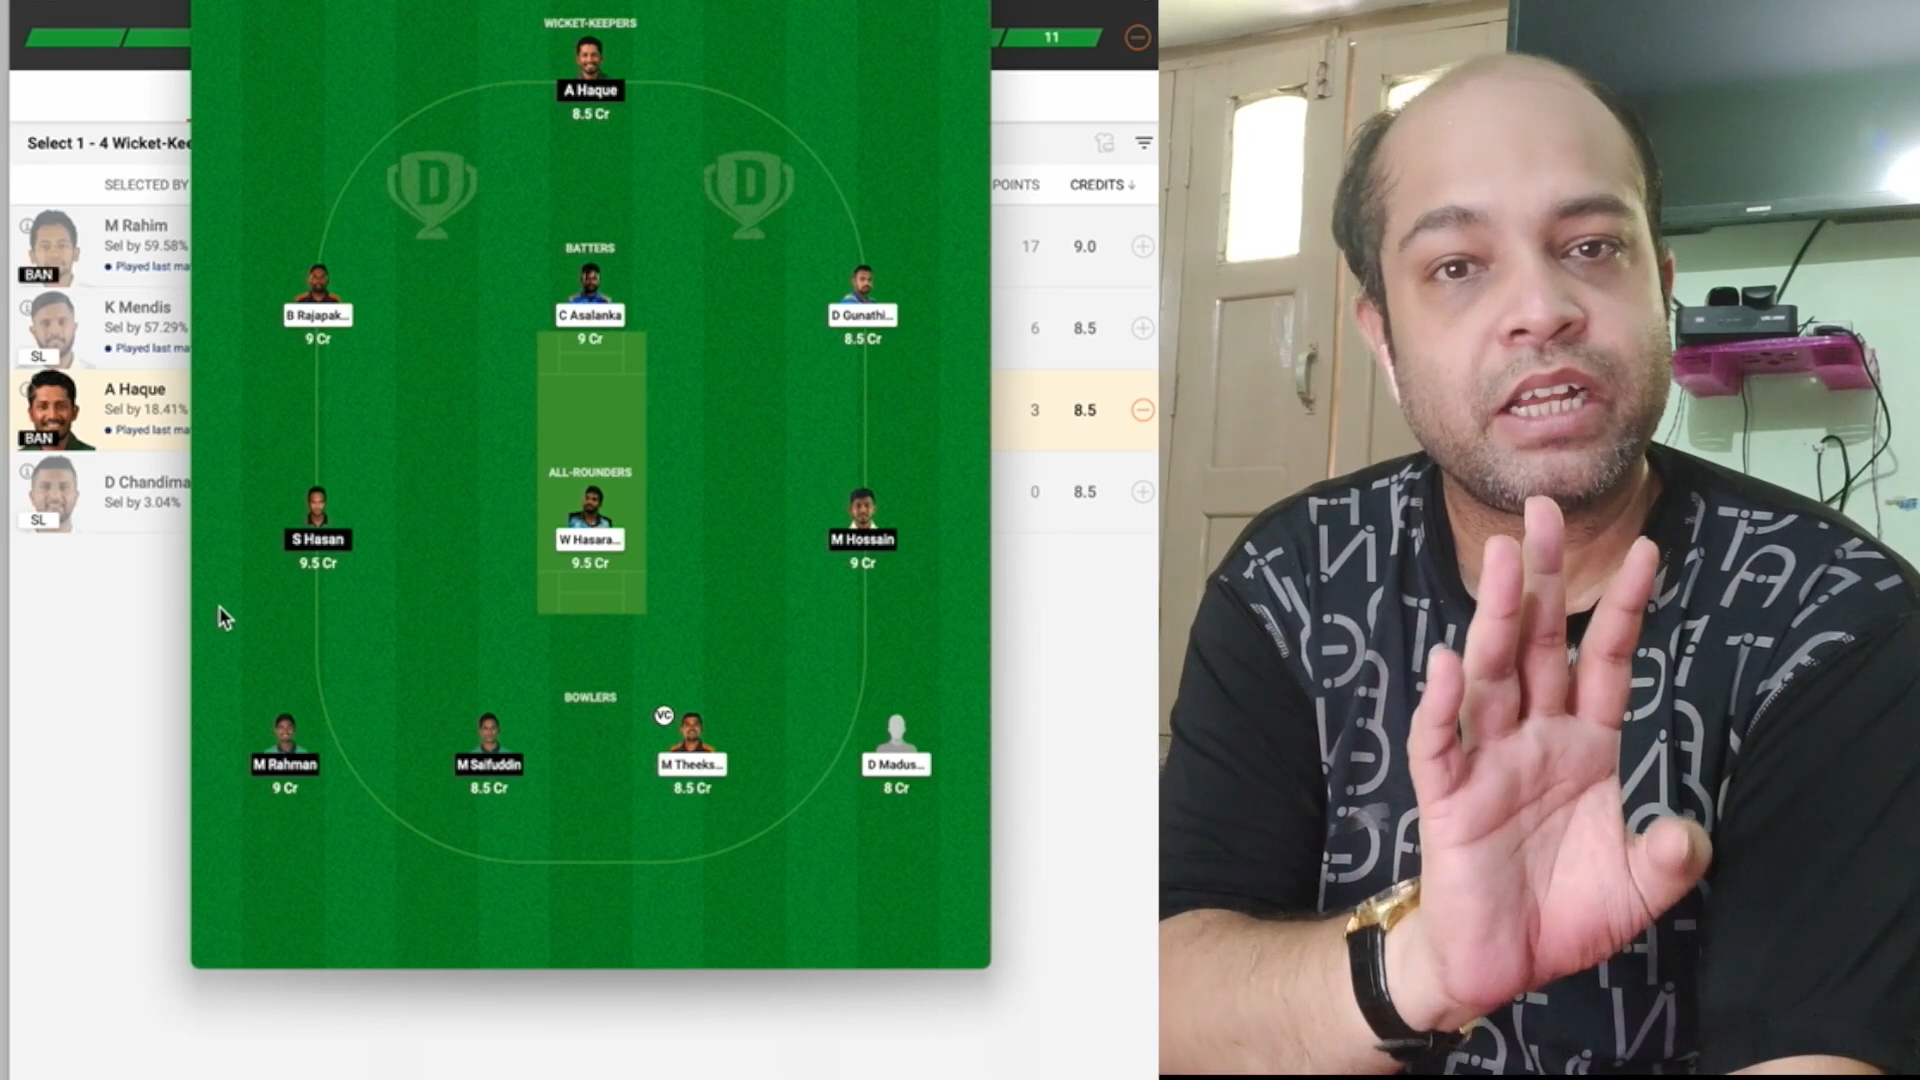 WICKET-KEEPERS
11
A Haque
8.5 Cr
Select 1 - 4 Wicket-Kee
SELECTED BY
POINTS
CREDITS
D
D
M Rahim
Sel by 59.58%
Played last ma
BAN
17
9.0
BATTERS
B Rajapak...
9 Cr
C Asalanka
9 Cr
D Gunathi...
8.5 Cr
K Mendis
Sel by 57.29%
Played last ma
SL
6
8.5
A Haque
Sel by 18.41%
Played last ma
BAN
3
8.5
ALL-ROUNDERS
D Chandima
Sel by 3.04%
SL
0
8.5
S Hasan
9.5 Cr
W Hasara...
9.5 Cr
M Hossain
9 Cr
BOWLERS
VC
M Rahman
9 Cr
M Saifuddin
8.5 Cr
M Theeks...
8.5 Cr
D Madus...
8 Cr